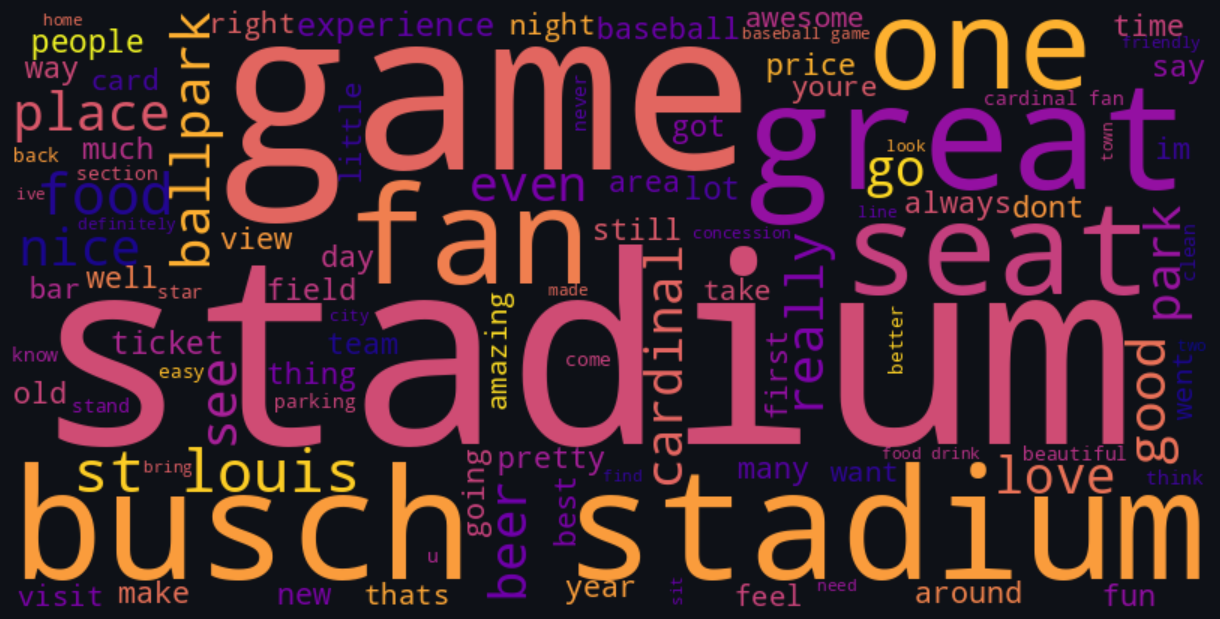 home
people
way
card
place
back
much
section
ive
food
definitely
nice
ballpark
right
experience
night
baseball
awesome
baseball game
one
time
friendly
say
price
youre
game
little
never
got
great
cardinal fan
town
im
look
go
even
area
lot
line
always
dont
fan
view
still
concession
seat
park
clean
day
bar
well
star
field
made
take
really
cardinal
stadium
city
ticket
team
amazing
better
first
know
easy
see
thing
come
old
stand
parking
good
went
two
st louis
bring
going
pretty
find
many
want
food drink
beautiful
love
think
busch stadium
beer
best
u
visit
make
new
thats
year
sit
feel
need
around
fun